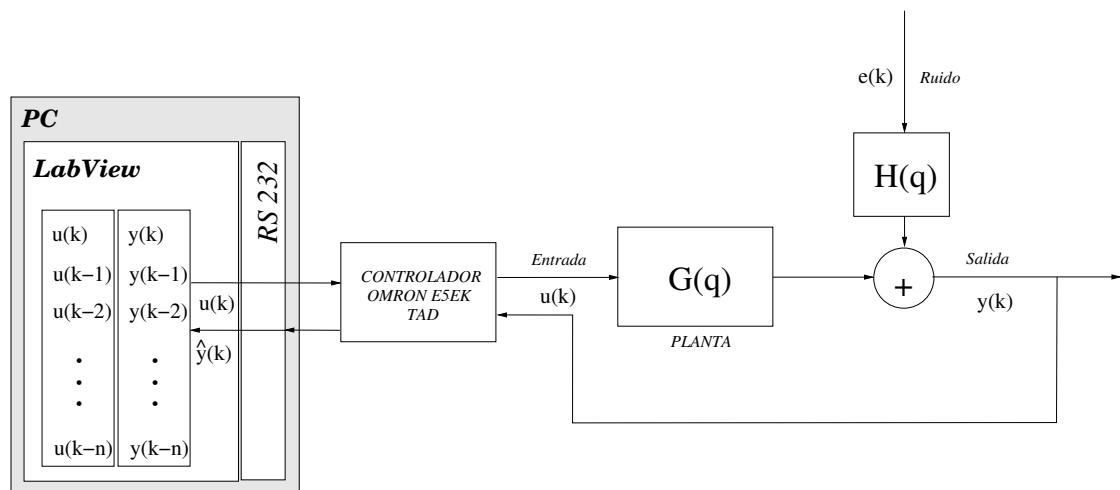 e(k)
Ruido
PC
LabView
RS 232
H(q)
u(k)
y(k)
u(k−1)
y(k−1)
u(k−2)
y(k−2)
u(k−n)
y(k−n)
u(k)
ŷ(k)
CONTROLADOR
OMRON E5EK
TAD
Entrada
u(k)
G(q)
PLANTA
+
Salida
y(k)